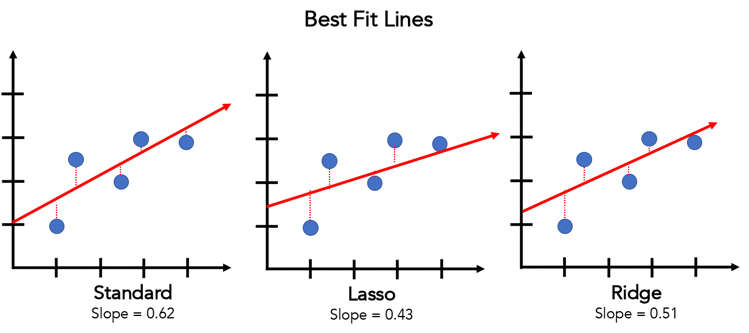 Best Fit Lines
Standard
Slope = 0.62
Lasso
Slope = 0.43
Ridge
Slope = 0.51